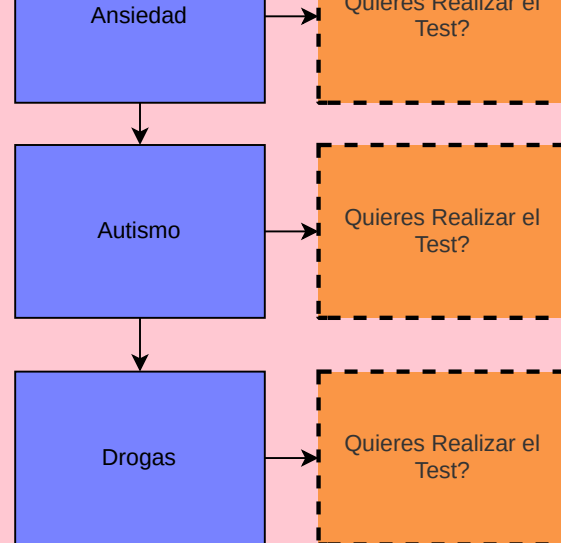 Ansiedad
Quieres Realizar el
Test?
Autismo
Quieres Realizar el
Test?
Drogas
Quieres Realizar el
Test?